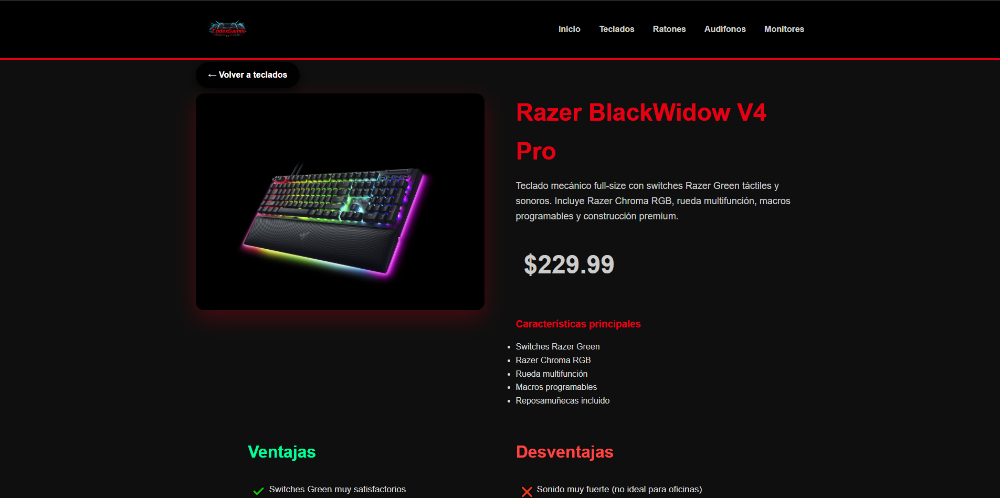 CodexGamer
Inicio
Teclados
Ratones
Audífonos
Monitores
← Volver a teclados
Razer BlackWidow V4
Pro
Teclado mecánico full-size con switches Razer Green táctiles y
sonoros. Incluye Razer Chroma RGB, rueda multifunción, macros
programables y construcción premium.
$229.99
Características principales
• Switches Razer Green
• Razer Chroma RGB
• Rueda multifunción
• Macros programables
• Reposamuñecas incluido
Ventajas
Switches Green muy satisfactorios
Desventajas
Sonido muy fuerte (no ideal para oficinas)